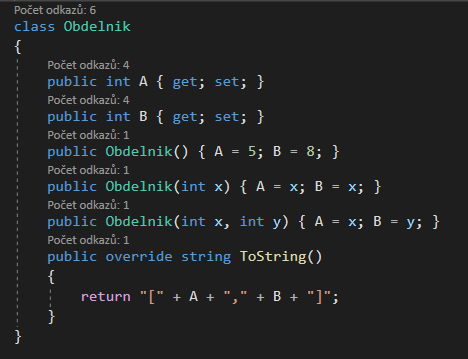 Počet odkazů: 6
class Obdelnik
{
Počet odkazů: 4
public int A { get; set; }
Počet odkazů: 4
public int B { get; set; }
Počet odkazů: 1
public Obdelnik() { A = 5; B = 8; }
Počet odkazů: 1
public Obdelnik(int x) { A = x; B = x; }
Počet odkazů: 1
public Obdelnik(int x, int y) { A = x; B = y; }
Počet odkazů: 1
public override string ToString()
{
return "[" + A + "," + B + "]";
}
}